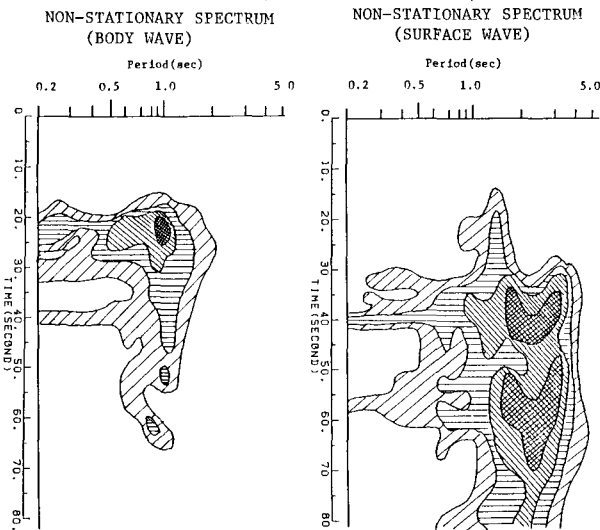 NON-STATIONARY SPECTRUM
(BODY WAVE)
Period(sec)
0.2 0.5 1.0 5 0
0. 10. 20. 30. 40. 50. 60. 70. 80
TIME(SECOND)
NON-STATIONARY SPECTRUM
(SURFACE WAVE)
Period(sec)
0.2 0.5 1.0 5.0
0. 10. 20. 30. 40. 50. 60. 70. 80
TIME(SECOND)